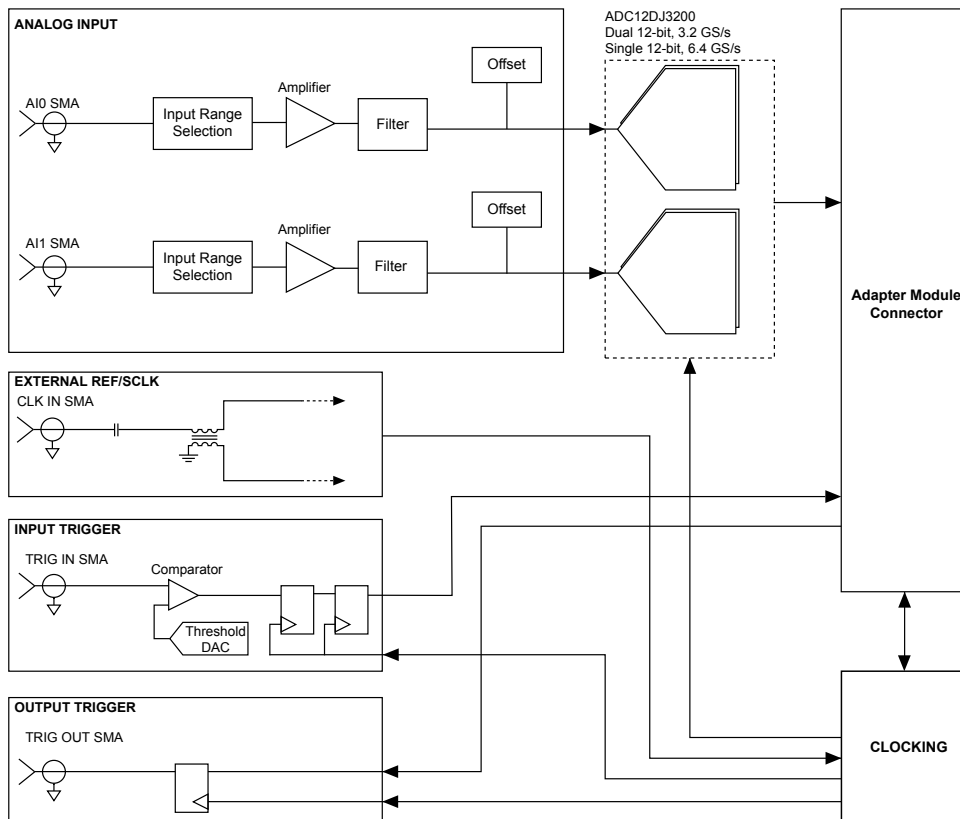 ANALOG INPUT
ADC12DJ3200
Dual 12-bit, 3.2 GS/s
Single 12-bit, 6.4 GS/s
Offset
Amplifier
AI0 SMA
Input Range
Selection
Filter
Offset
Amplifier
AI1 SMA
Input Range
Selection
Filter
Adapter Module
Connector
EXTERNAL REF/SCLK
CLK IN SMA
INPUT TRIGGER
TRIG IN SMA
Comparator
Threshold
DAC
OUTPUT TRIGGER
TRIG OUT SMA
CLOCKING